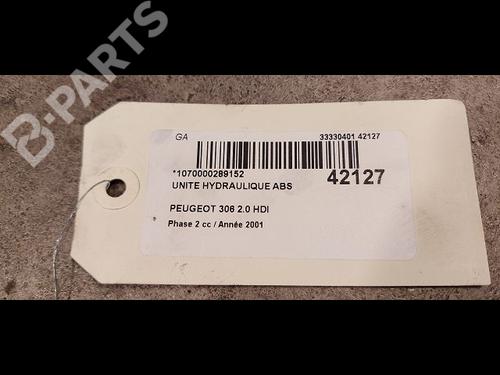 B-PARTS
GA 33330401 42127
*1070000289152 42127
UNITE HYDRAULIQUE ABS
PEUGEOT 306 2.0 HDI
Phase 2 cc / Année 2001